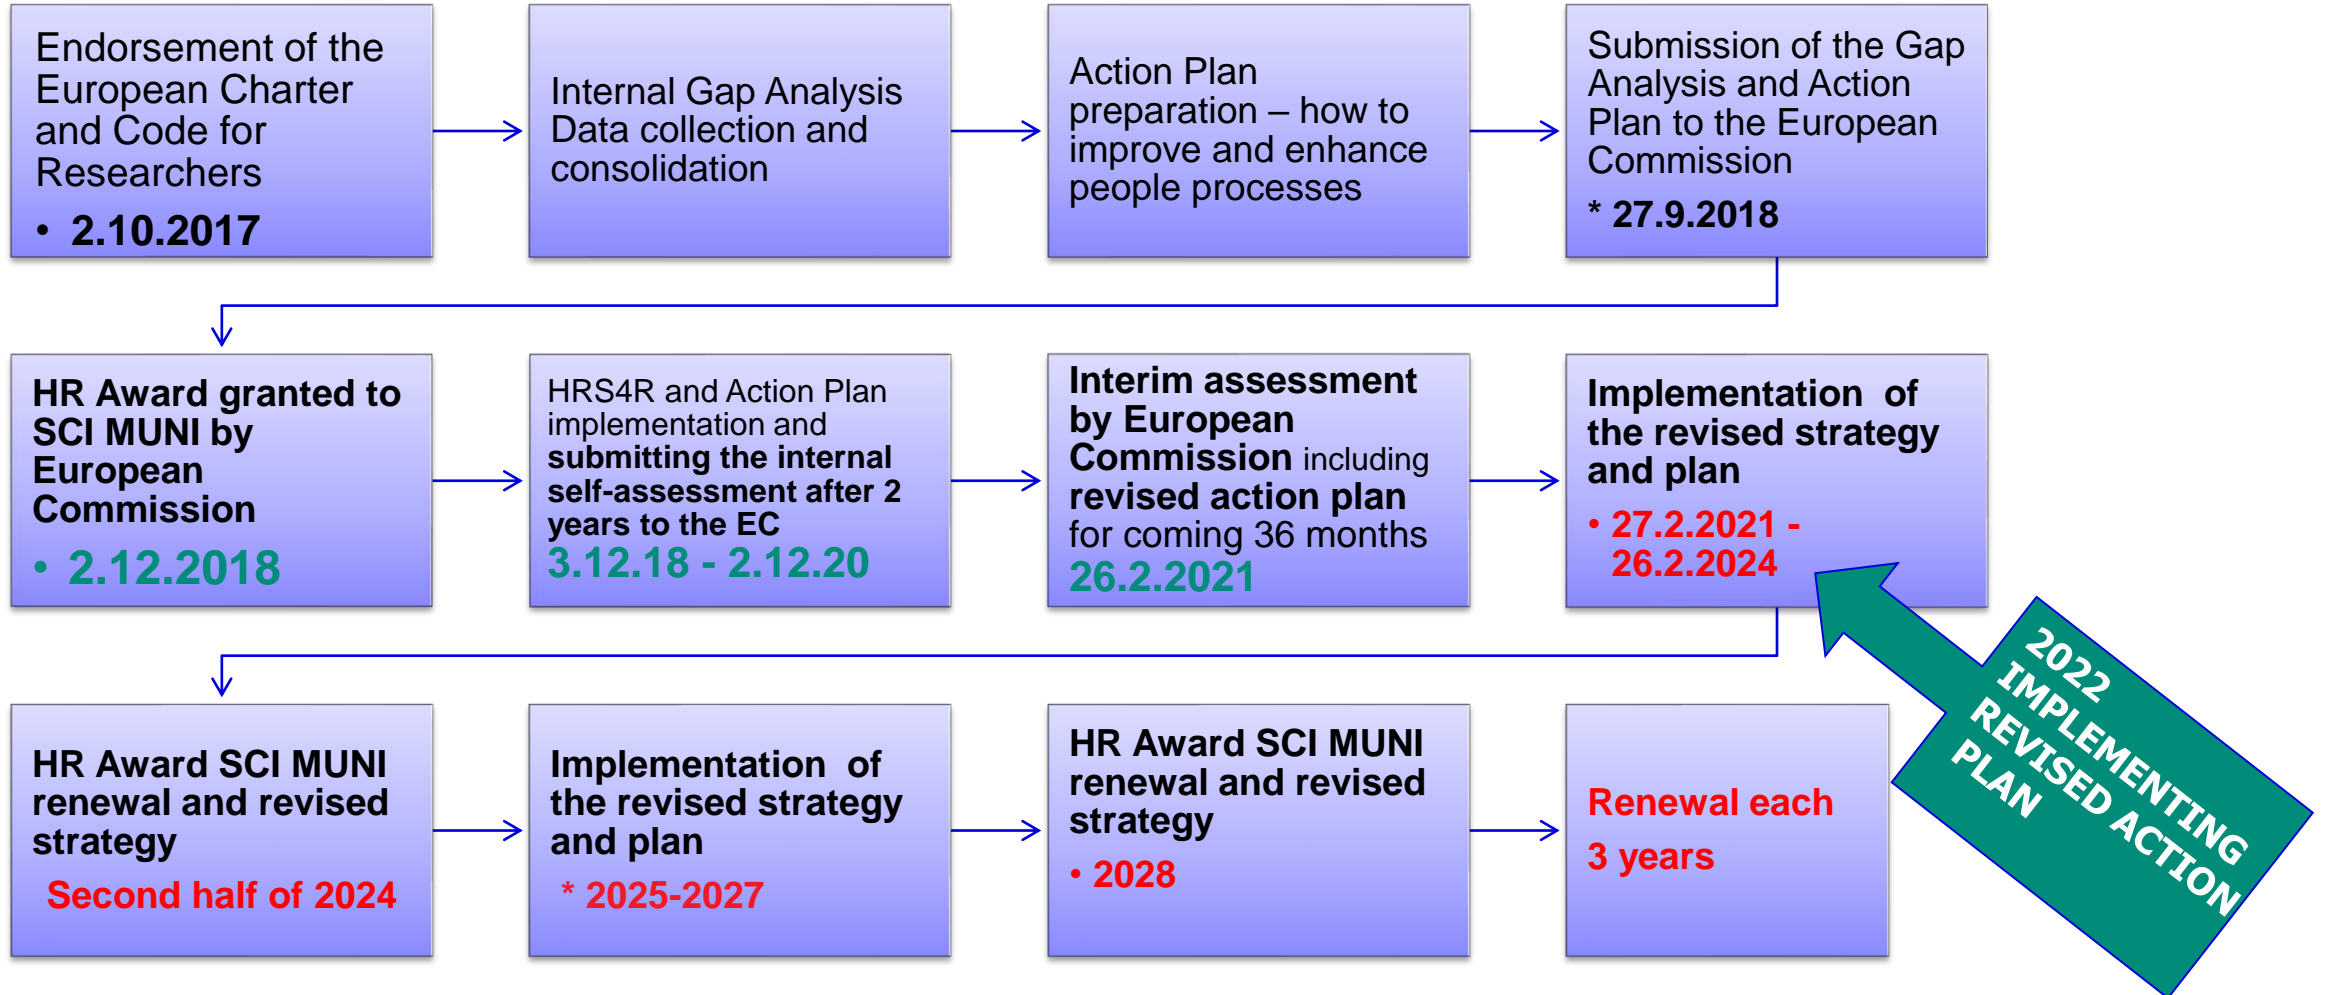 Endorsement of the
European Charter
and Code for
Researchers
• 2.10.2017
Internal Gap Analysis
Data collection and
consolidation
Action Plan
preparation – how to
improve and enhance
people processes
Submission of the Gap
Analysis and Action
Plan to the European
Commission
* 27.9.2018
HR Award granted to
SCI MUNI by
European
Commission
• 2.12.2018
HRS4R and Action Plan
implementation and
submitting the internal
self-assessment after 2
years to the EC
3.12.18 - 2.12.20
Interim assessment
by European
Commission including
revised action plan
for coming 36 months
26.2.2021
Implementation of
the revised strategy
and plan
• 27.2.2021 -
26.2.2024
HR Award SCI MUNI
renewal and revised
strategy
Second half of 2024
Implementation of
the revised strategy
and plan
* 2025-2027
HR Award SCI MUNI
renewal and revised
strategy
• 2028
Renewal each
3 years
2022
IMPLEMENTING
REVISED ACTION
PLAN